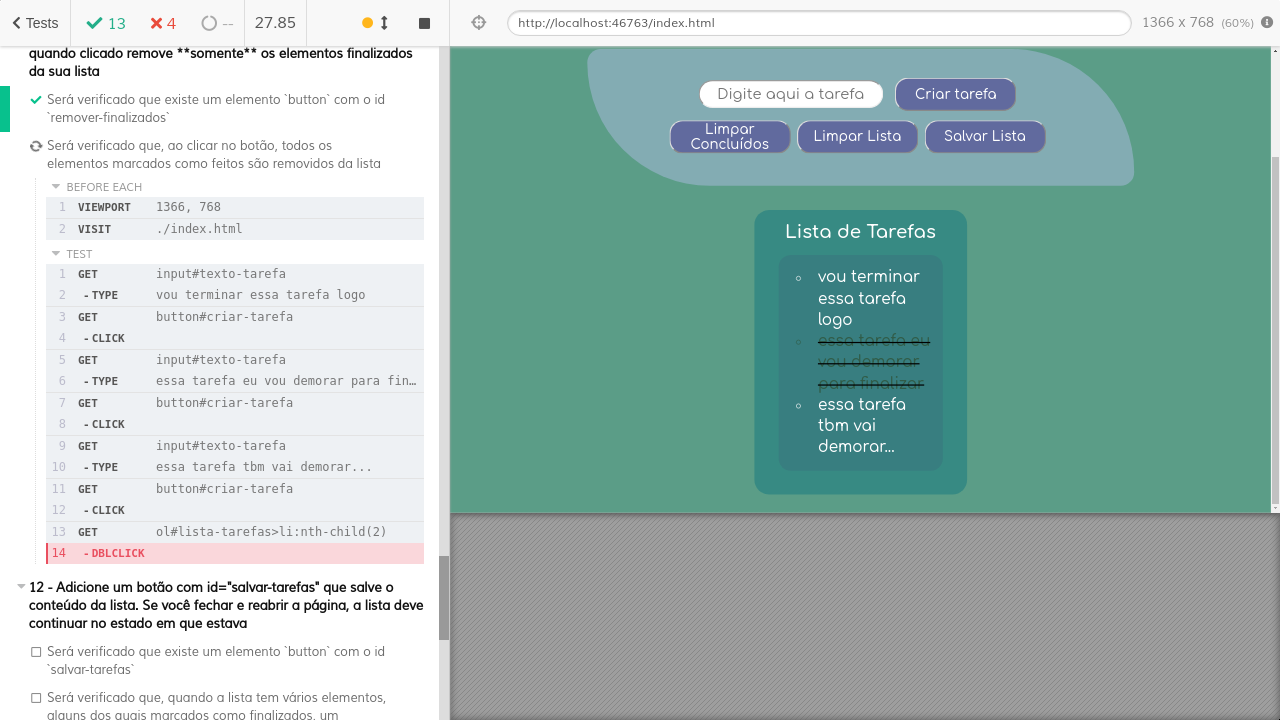 Tests
13
4
--
27.85
http://localhost:46763/index.html
1366 x 768 (60%)
quando clicado remove **somente** os elementos finalizados
da sua lista
Será verificado que existe um elemento `button` com o id
`remover-finalizados`
Será verificado que, ao clicar no botão, todos os
elementos marcados como feitos são removidos da lista
BEFORE EACH
1 VIEWPORT 1366, 768
2 VISIT ./index.html
TEST
1 GET input#texto-tarefa
2 - TYPE vou terminar essa tarefa logo
3 GET button#criar-tarefa
4 - CLICK
5 GET input#texto-tarefa
6 - TYPE essa tarefa eu vou demorar para fin…
7 GET button#criar-tarefa
8 - CLICK
9 GET input#texto-tarefa
10 - TYPE essa tarefa tbm vai demorar...
11 GET button#criar-tarefa
12 - CLICK
13 GET ol#lista-tarefas>li:nth-child(2)
14 - DBLCLICK
12 - Adicione um botão com id="salvar-tarefas" que salve o
conteúdo da lista. Se você fechar e reabrir a página, a lista deve
continuar no estado em que estava
Será verificado que existe um elemento `button` com o id
`salvar-tarefas`
Será verificado que, quando a lista tem vários elementos,
alguns dos quais marcados como finalizados, um
Digite aqui a tarefa
Criar tarefa
Limpar
Concluídos
Limpar Lista
Salvar Lista
Lista de Tarefas
vou terminar
essa tarefa
logo
essa tarefa eu
vou demorar
para finalizar
essa tarefa
tbm vai
demorar...